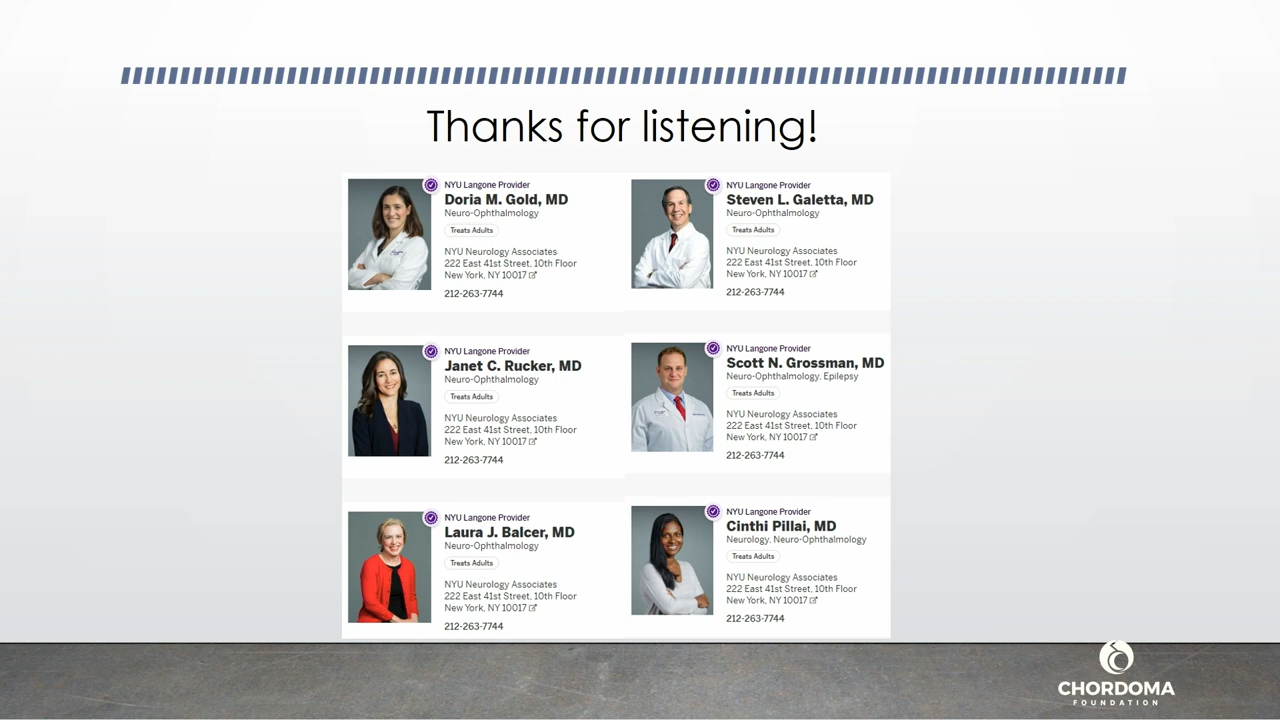 Thanks for listening!
NYU Langone Provider
Doria M. Gold, MD
Neuro-Ophthalmology
Treats Adults
NYU Neurology Associates
222 East 41st Street, 10th Floor
New York, NY 10017
212-263-7744
NYU Langone Provider
Steven L. Galetta, MD
Neuro-Ophthalmology
Treats Adults
NYU Neurology Associates
222 East 41st Street, 10th Floor
New York, NY 10017
212-263-7744
NYU Langone Provider
Janet C. Rucker, MD
Neuro-Ophthalmology
Treats Adults
NYU Neurology Associates
222 East 41st Street, 10th Floor
New York, NY 10017
212-263-7744
NYU Langone Provider
Scott N. Grossman, MD
Neuro-Ophthalmology, Epilepsy
Treats Adults
NYU Neurology Associates
222 East 41st Street, 10th Floor
New York, NY 10017
212-263-7744
NYU Langone Provider
Laura J. Balcer, MD
Neuro-Ophthalmology
Treats Adults
NYU Neurology Associates
222 East 41st Street, 10th Floor
New York, NY 10017
212-263-7744
NYU Langone Provider
Cinthi Pillai, MD
Neurology, Neuro-Ophthalmology
Treats Adults
NYU Neurology Associates
222 East 41st Street, 10th Floor
New York, NY 10017
212-263-7744
CHORDOMA
FOUNDATION